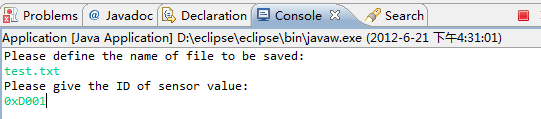 Problems @ Javadoc Declaration Console Search
Application [Java Application] D:\eclipse\eclipse\bin\javaw.exe (2012-6-21 下午4:31:01)
Please define the name of file to be saved:
test.txt
Please give the ID of sensor value:
0xD001